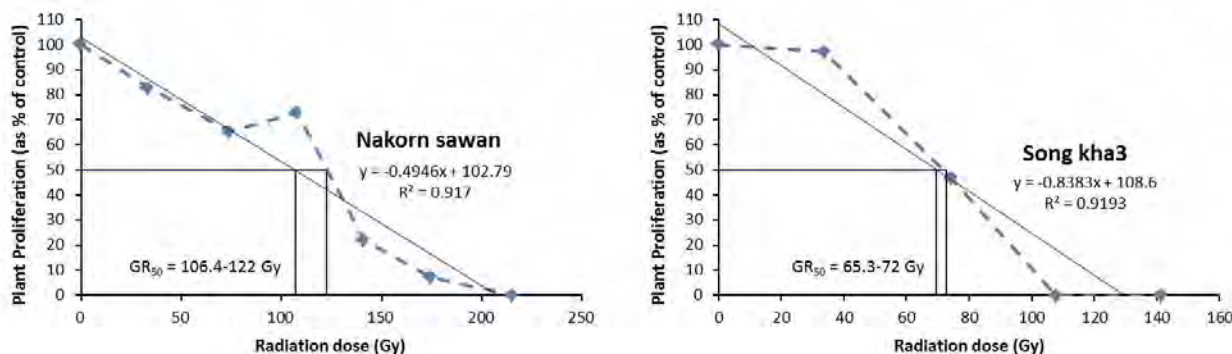 Plant Proliferation (as % of control)
110
100
90
80
70
60
50
40
30
20
10
0
Nakorn sawan
y = -0.4946x + 102.79
R² = 0.917
GR₅₀ = 106.4-122 Gy
0 50 100 150 200 250
Radiation dose (Gy)
Plant Proliferation (as % of control)
110
100
90
80
70
60
50
40
30
20
10
0
Song kha3
y = -0.8383x + 108.6
R² = 0.9193
GR₅₀ = 65.3-72 Gy
0 20 40 60 80 100 120 140 160
Radiation dose (Gy)